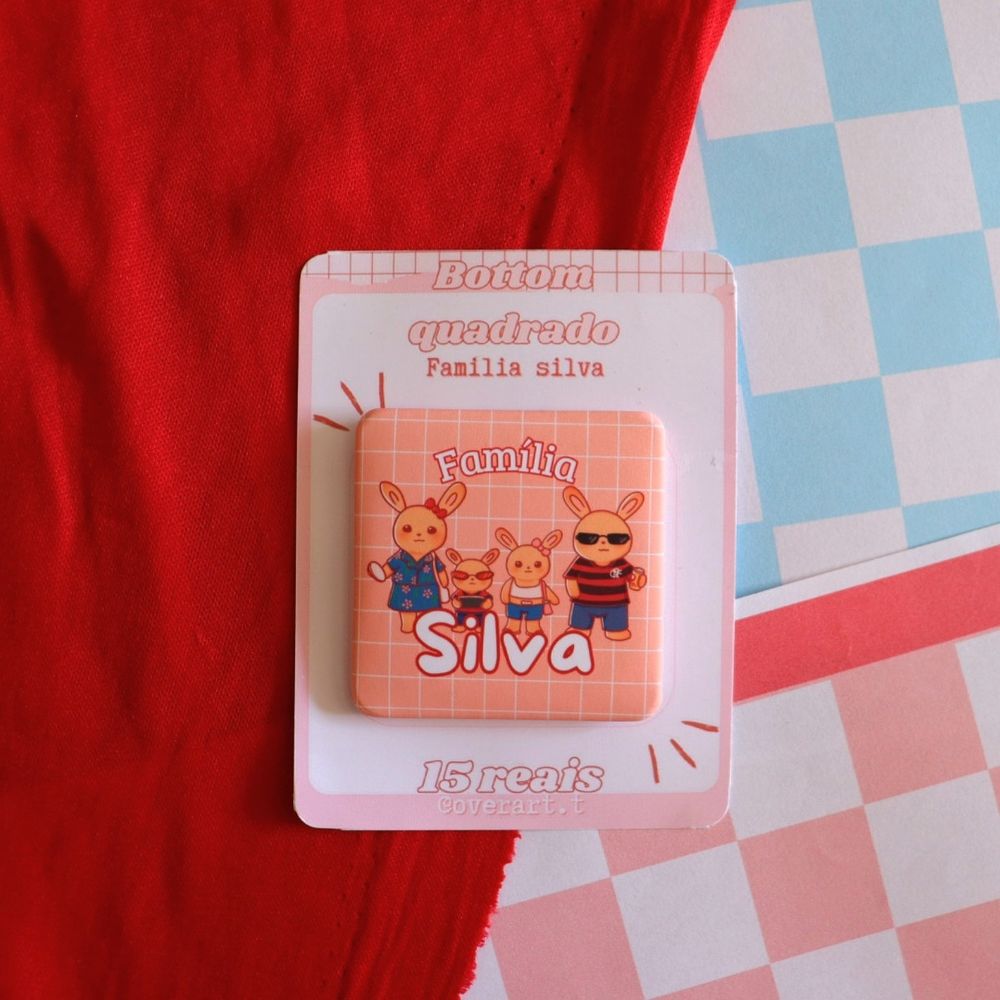 Bottom
quadrado
Familia silva
Família
Silva
15 reais
@overart.t